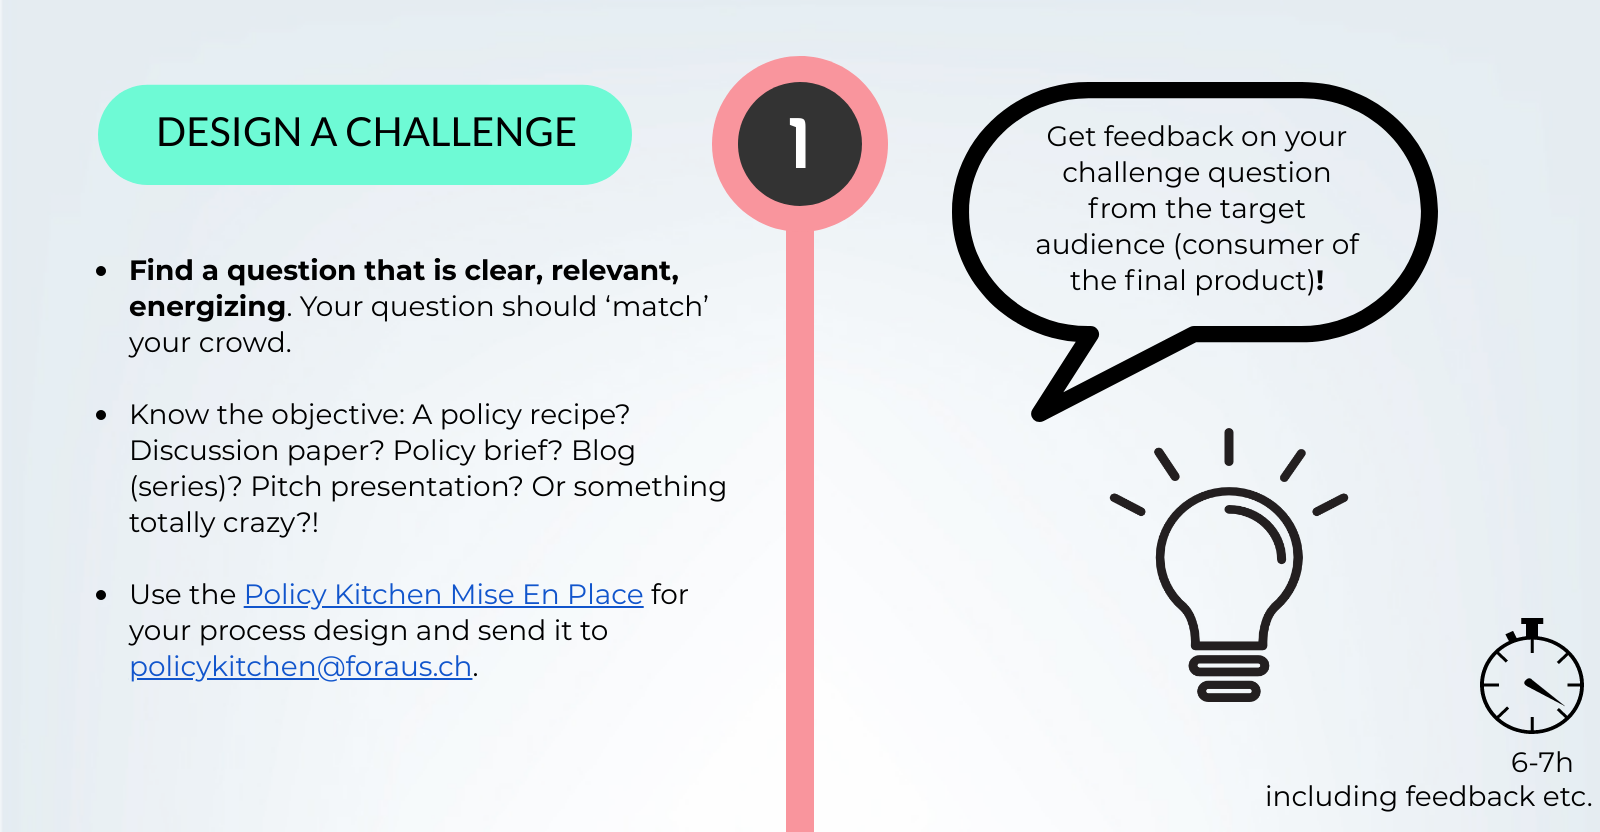 DESIGN A CHALLENGE
1
Find a question that is clear, relevant,
energizing. Your question should ‘match’
your crowd.
Know the objective: A policy recipe?
Discussion paper? Policy brief? Blog
(series)? Pitch presentation? Or something
totally crazy?!
Use the Policy Kitchen Mise En Place for
your process design and send it to
policykitchen@foraus.ch.
Get feedback on your
challenge question
from the target
audience (consumer of
the final product)!
6-7h
including feedback etc.